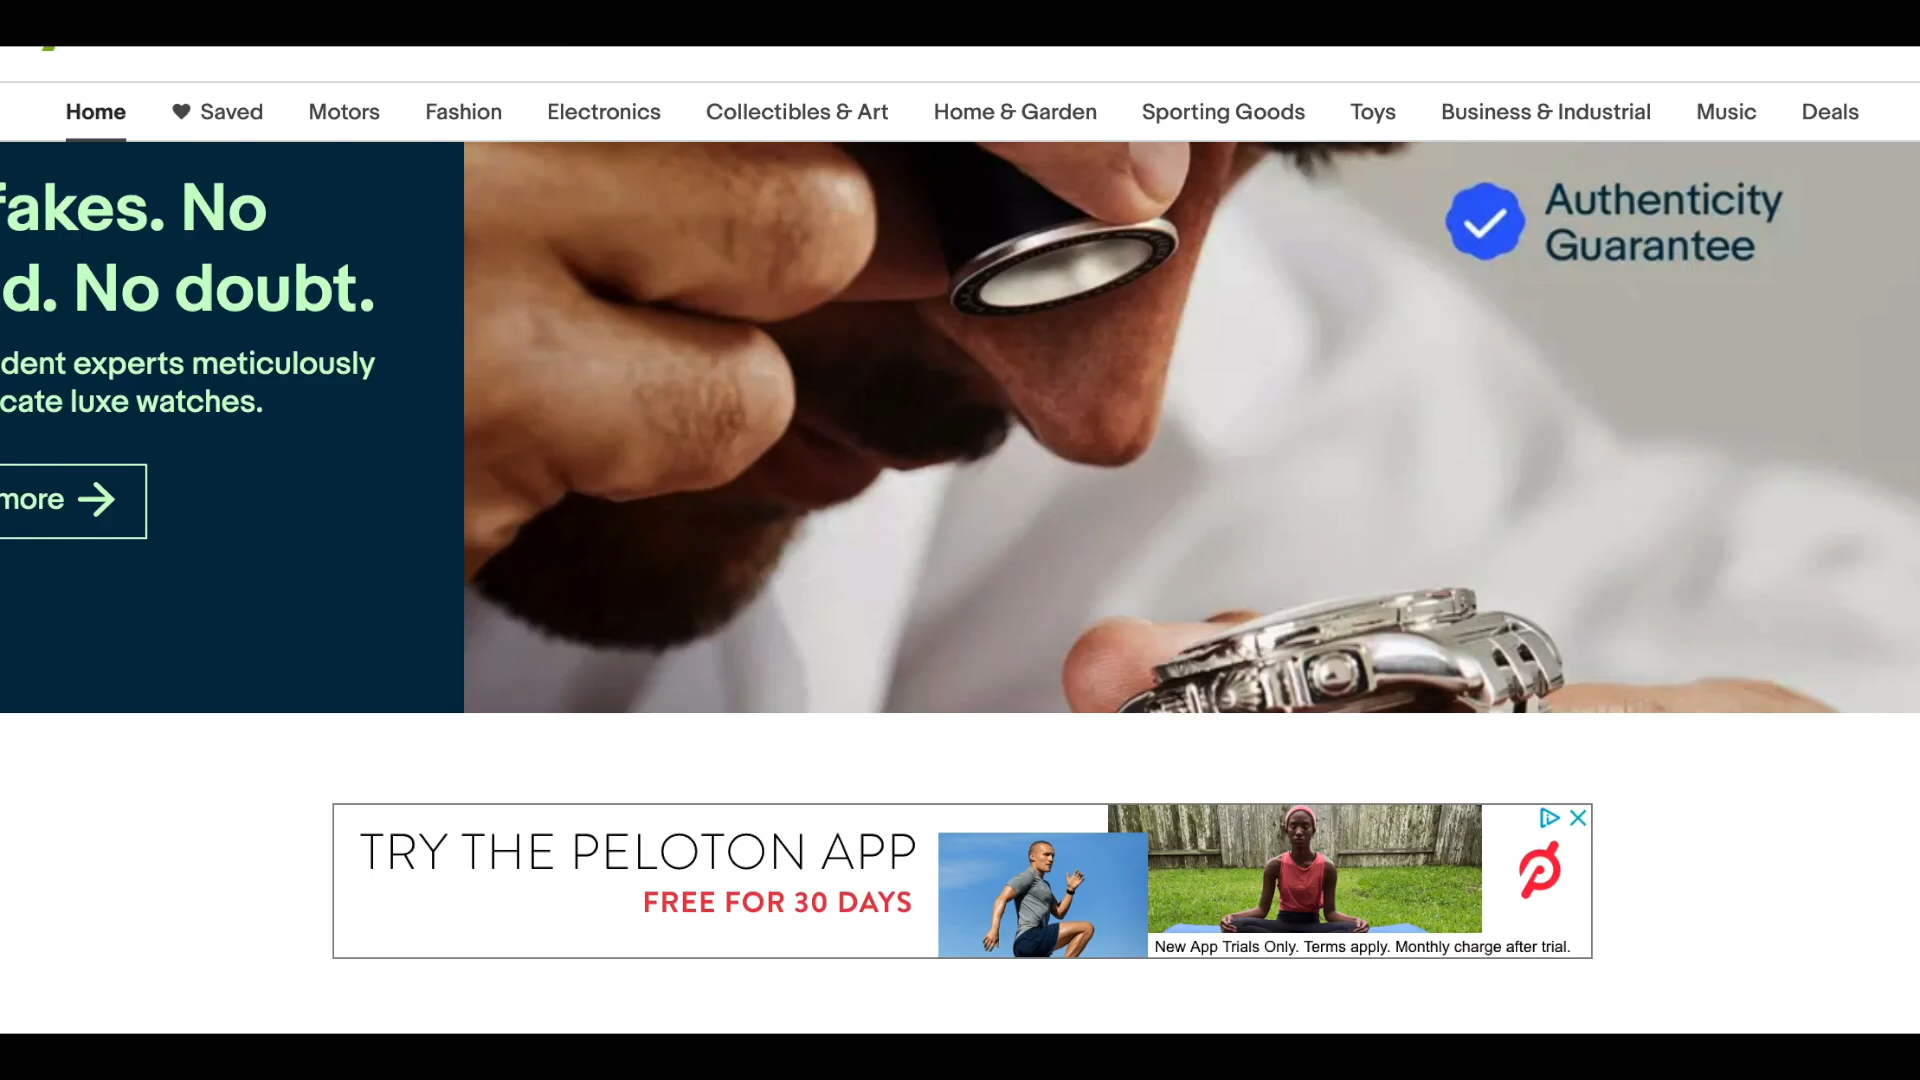 Home Saved Motors Fashion Electronics Collectibles & Art Home & Garden Sporting Goods Toys Business & Industrial Music Deals
fakes. No
d. No doubt.
dent experts meticulously
cate luxe watches.
more
Authenticity
Guarantee
TRY THE PELOTON APP
FREE FOR 30 DAYS
New App Trials Only. Terms apply. Monthly charge after trial.